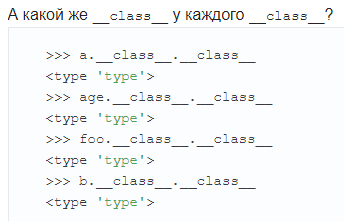 А какой же __class__ у каждого __class__?
>>> a.__class__.__class__
<type 'type'>
>>> age.__class__.__class__
<type 'type'>
>>> foo.__class__.__class__
<type 'type'>
>>> b.__class__.__class__
<type 'type'>